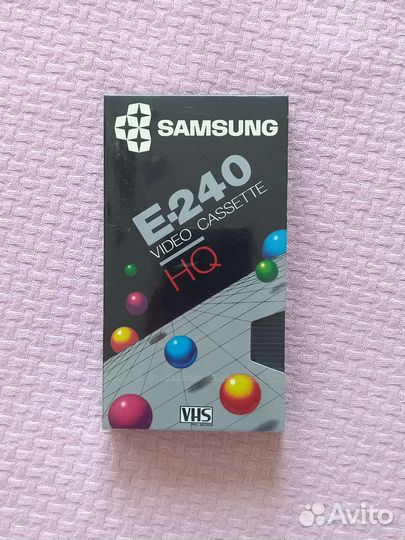 SAMSUNG
E-240
VIDEO CASSETTE
HQ
VHS
Avito